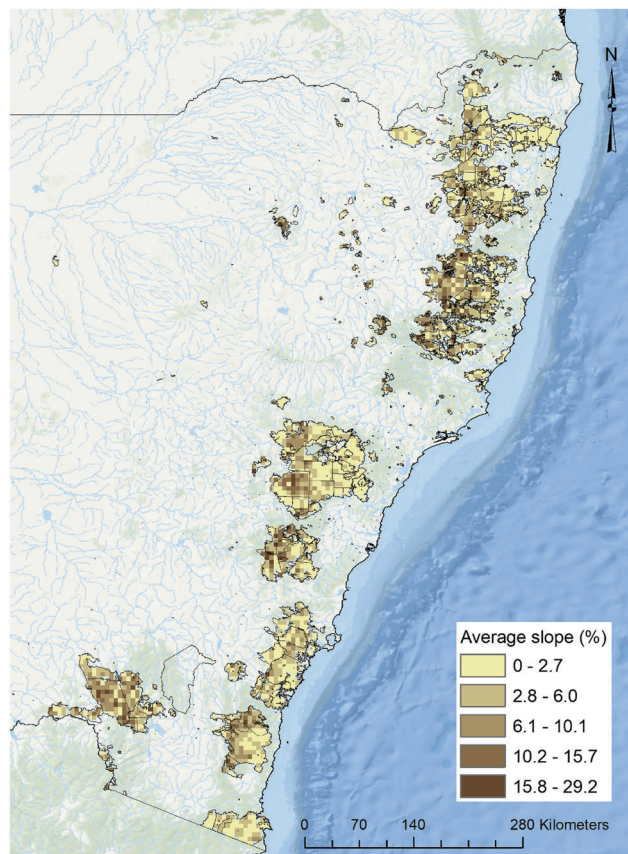 N
Average slope (%)
0 - 2.7
2.8 - 6.0
6.1 - 10.1
10.2 - 15.7
15.8 - 29.2
0 70 140 280 Kilometers